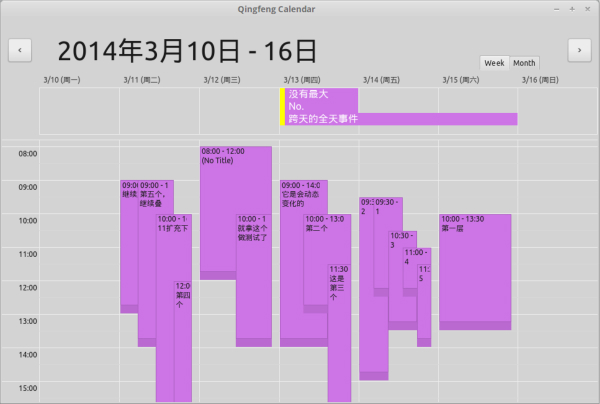 Qingfeng Calendar
2014年3月10日 - 16日
Week Month
3/10 (周一) 3/11 (周二) 3/12 (周三) 3/13 (周四) 3/14 (周五) 3/15 (周六) 3/16 (周日)
没有最大
No.
跨天的全天事件
08:00
09:00
10:00
11:00
12:00
13:00
14:00
15:00
09:00
继续
09:00 - 1
第五个，
继续叠
10:00 - 1
11扩充下
12:0
第四
个
08:00 - 12:00
(No Title)
10:00 - 1
就拿这个
做测试了
09:00 - 14:0
它是会动态
变化的
10:00 - 13:0
第二个
11:30
这是
第三
个
09:3
2
09:30 -
1
10:30 -
3
11:00 -
4
11:
5
10:00 - 13:30
第一层